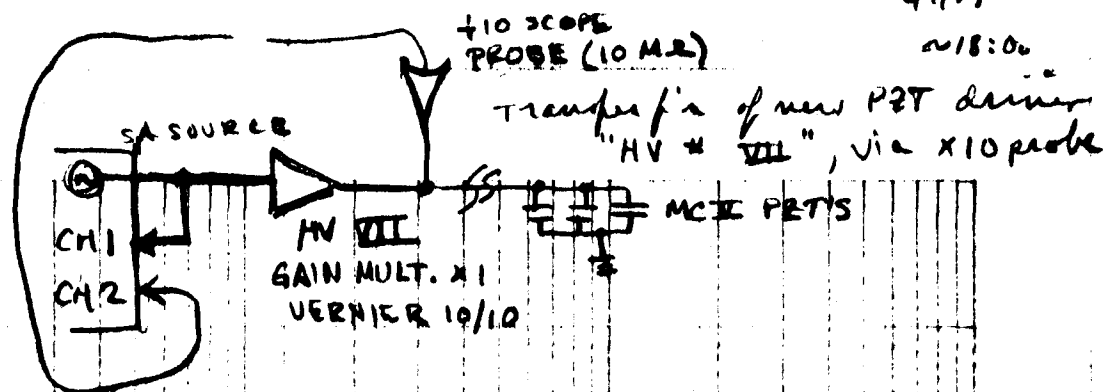 ÷10 SCOPE
PROBE (10 MΩ)
~18:00
Transfer f'n of new PZT driver
"HV # VII", via x10 probe
SA SOURCE
CH1
CH2
HV VII
GAIN MULT. x1
VERNIER 10/10
MC II PZT'S